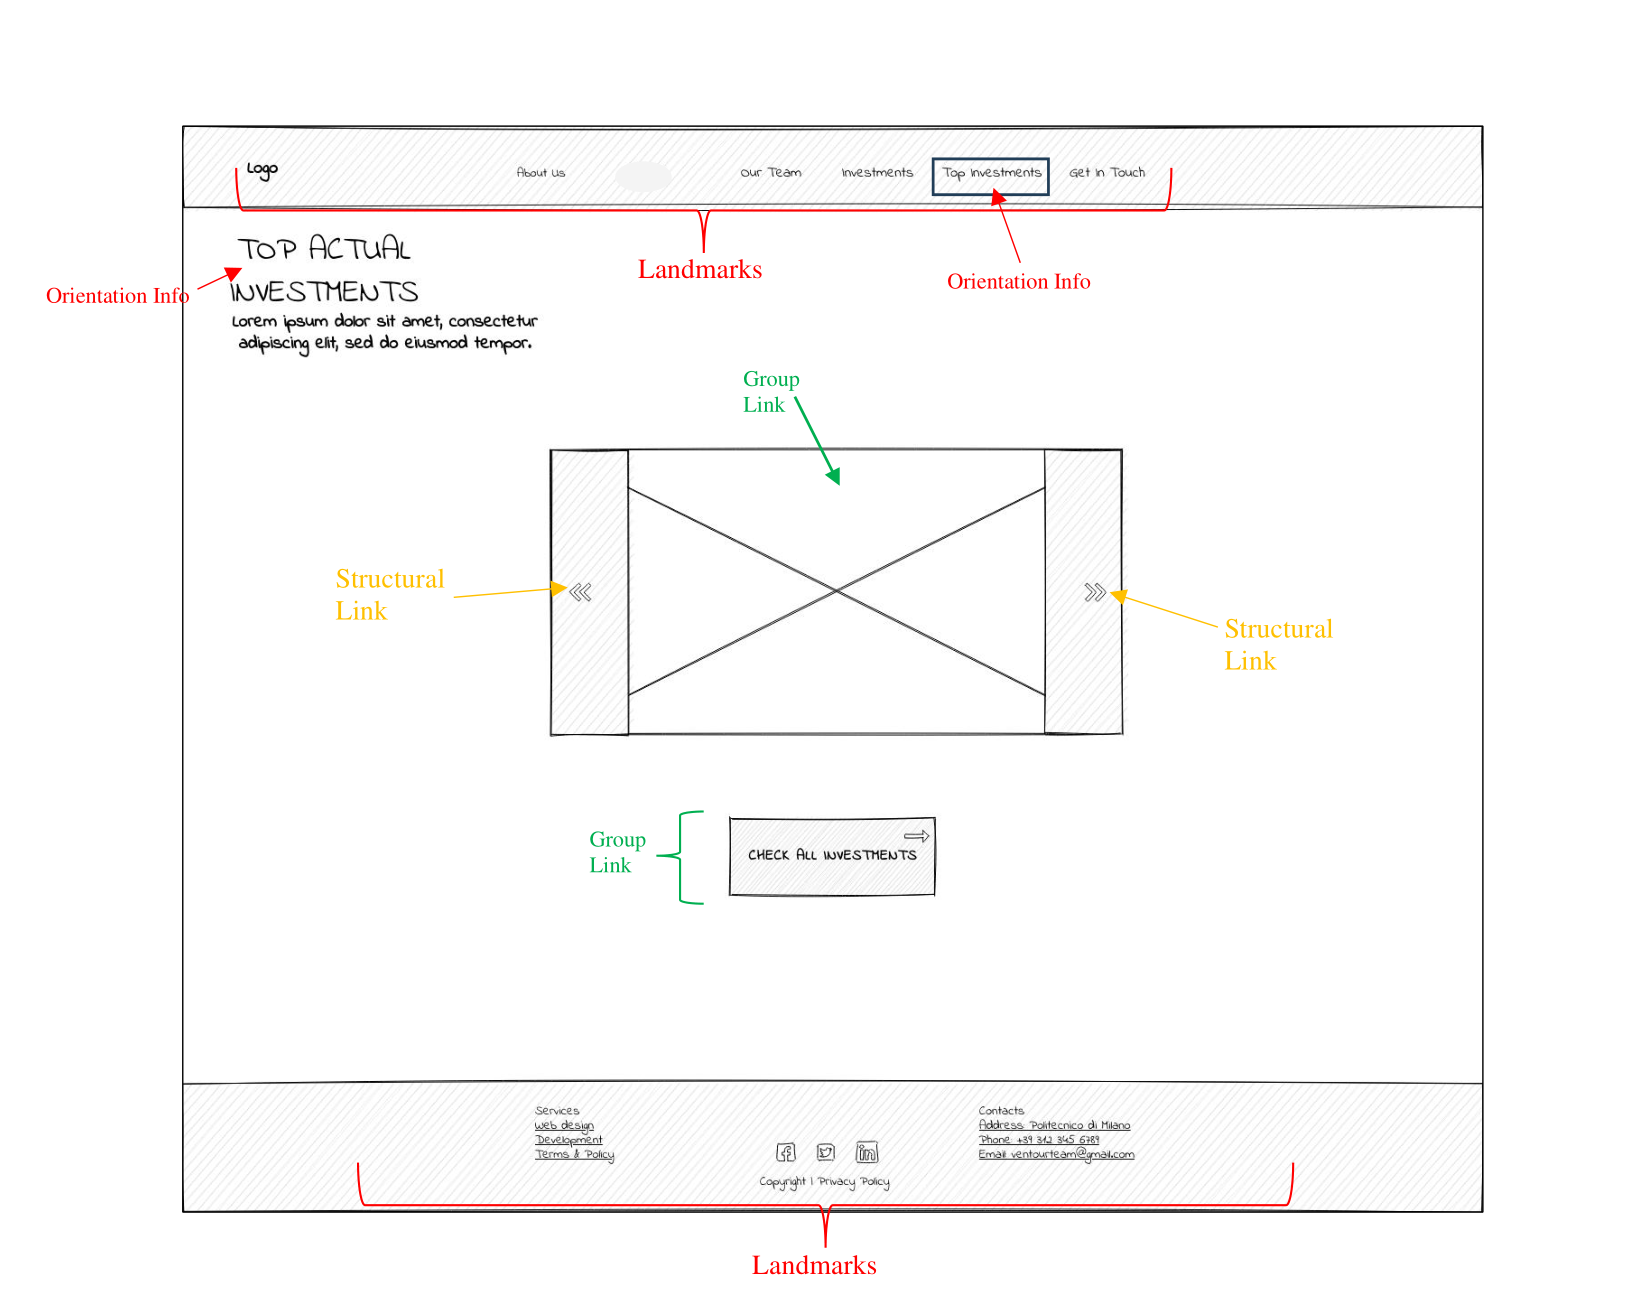 Logo
About Us
Our Team
Investments
Top Investments
Get In Touch
Landmarks
Orientation Info
TOP ACTUAL
INVESTMENTS
Orientation Info
Lorem ipsum dolor sit amet, consectetur
adipiscing elit, sed do eiusmod tempor.
Group
Link
Structural
Link
Structural
Link
Group
Link
CHECK ALL INVESTMENTS
Services
Web design
Development
Terms & Policy
Copyright | Privacy Policy
Contacts
Address: Politecnico di Milano
Phone: +39 312 345 6789
Email: ventourteam@gmail.com
Landmarks